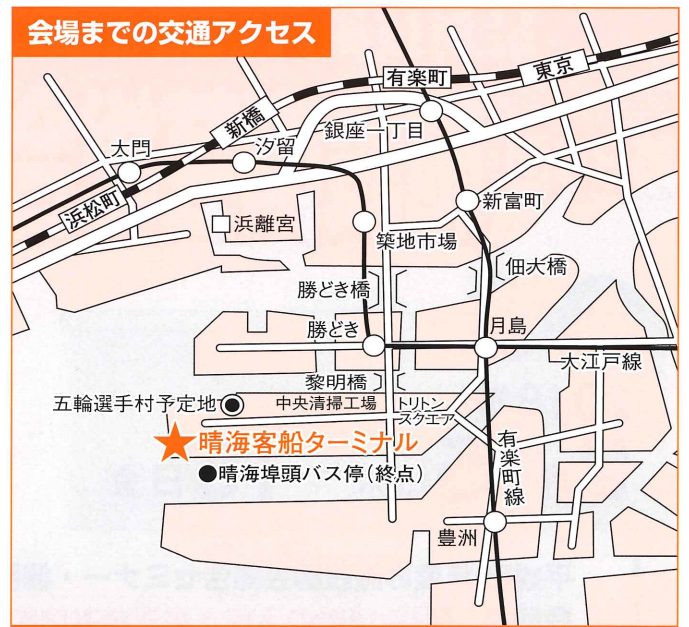 会場までの交通アクセス
東京
有楽町
新橋
銀座一丁目
大門
汐留
浜松町
新富町
浜離宮
築地市場
佃大橋
勝どき橋
勝どき
月島
大江戸線
黎明橋
五輪選手村予定地
中央清掃工場
トリトン
スクエア
晴海客船ターミナル
有楽町線
晴海埠頭バス停(終点)
豊洲